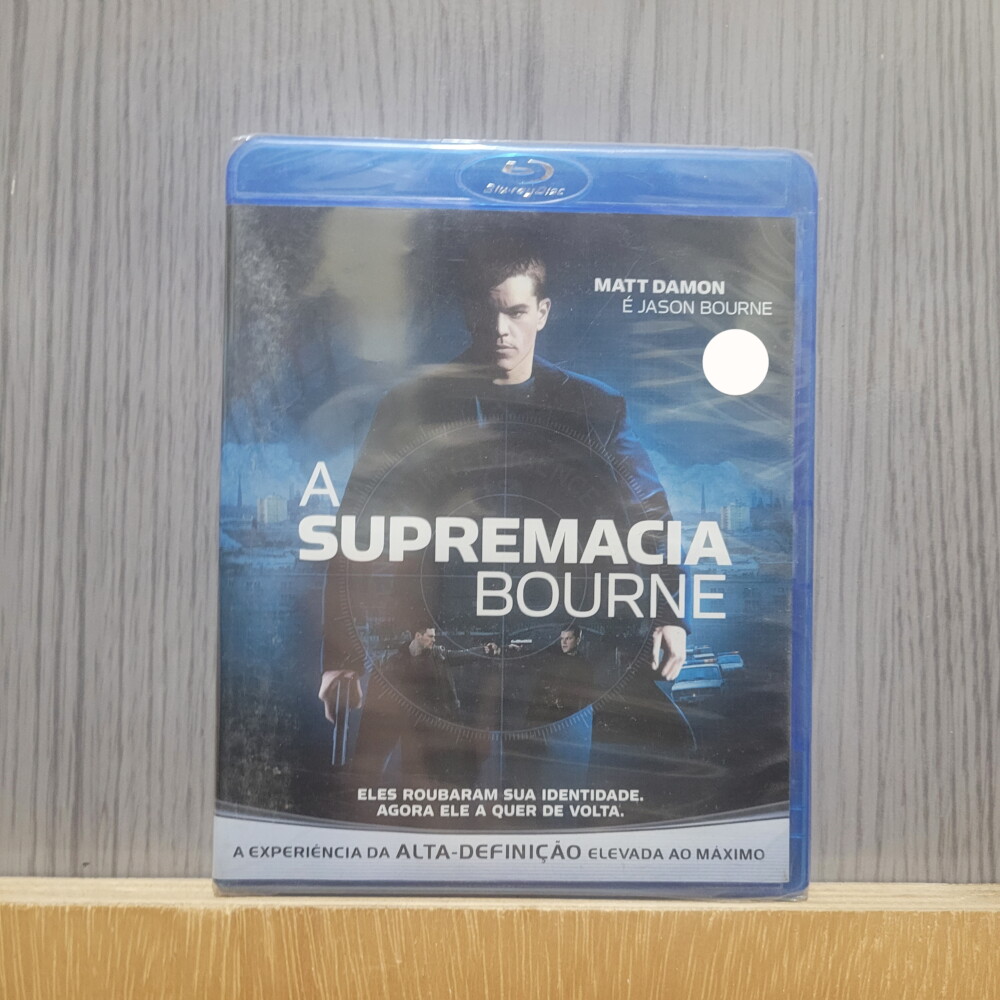 Blu-ray Disc
MATT DAMON
É JASON BOURNE
A
SUPREMACIA
BOURNE
ELES ROUBARAM SUA IDENTIDADE.
AGORA ELE A QUER DE VOLTA.
A EXPERIÊNCIA DA ALTA-DEFINIÇÃO ELEVADA AO MÁXIMO